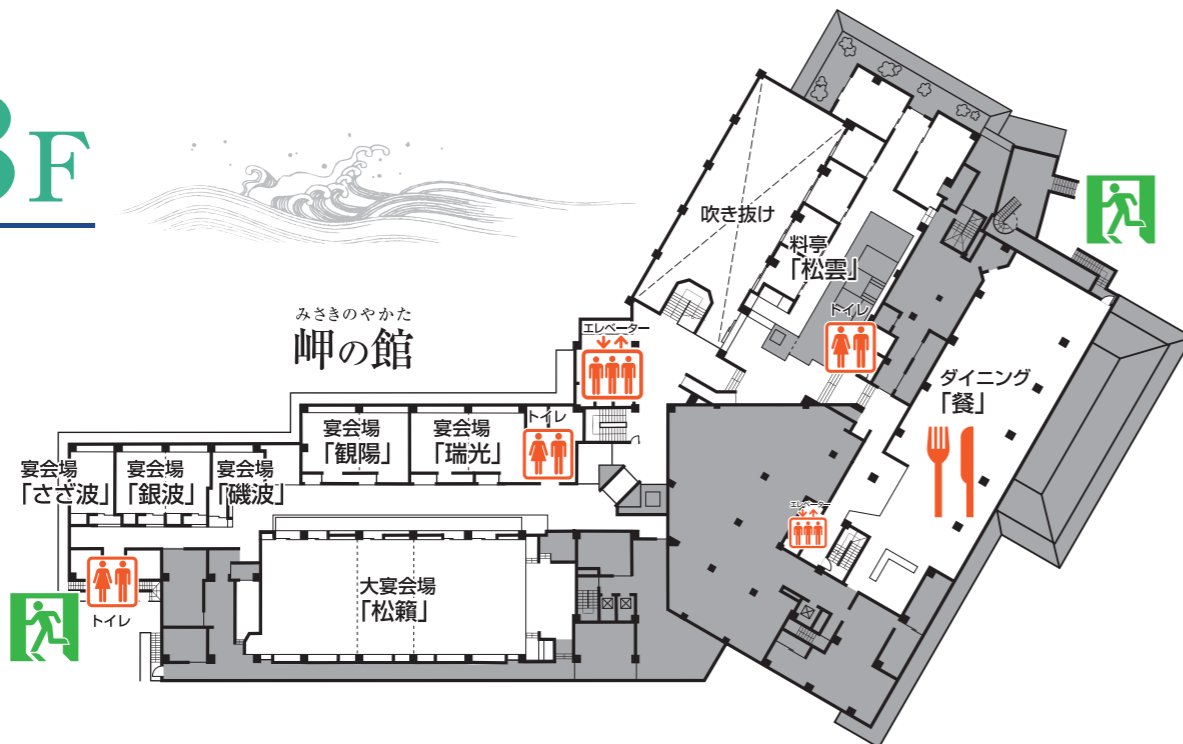 3F
みさきのやかた
岬の館
吹き抜け
料亭
「松雲」
トイレ
エレベーター
ダイニング
「餐」
宴会場
「観陽」
宴会場
「瑞光」
トイレ
宴会場
「さざ波」
宴会場
「銀波」
宴会場
「磯波」
エレベーター
大宴会場
「松籟」
トイレ